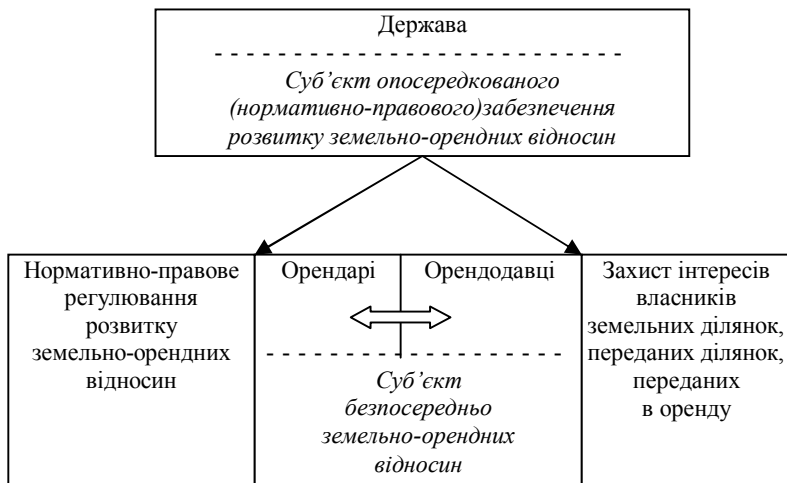 Держава
Суб’єкт опосередкованого
(нормативно-правового)забезпечення
розвитку земельно-орендних відносин
Нормативно-правове
регулювання
розвитку
земельно-орендних
відносин
Орендарі
Орендодавці
Суб’єкт
безпосередньо
земельно-орендних
відносин
Захист інтересів
власників
земельних ділянок,
переданих ділянок,
переданих
в оренду